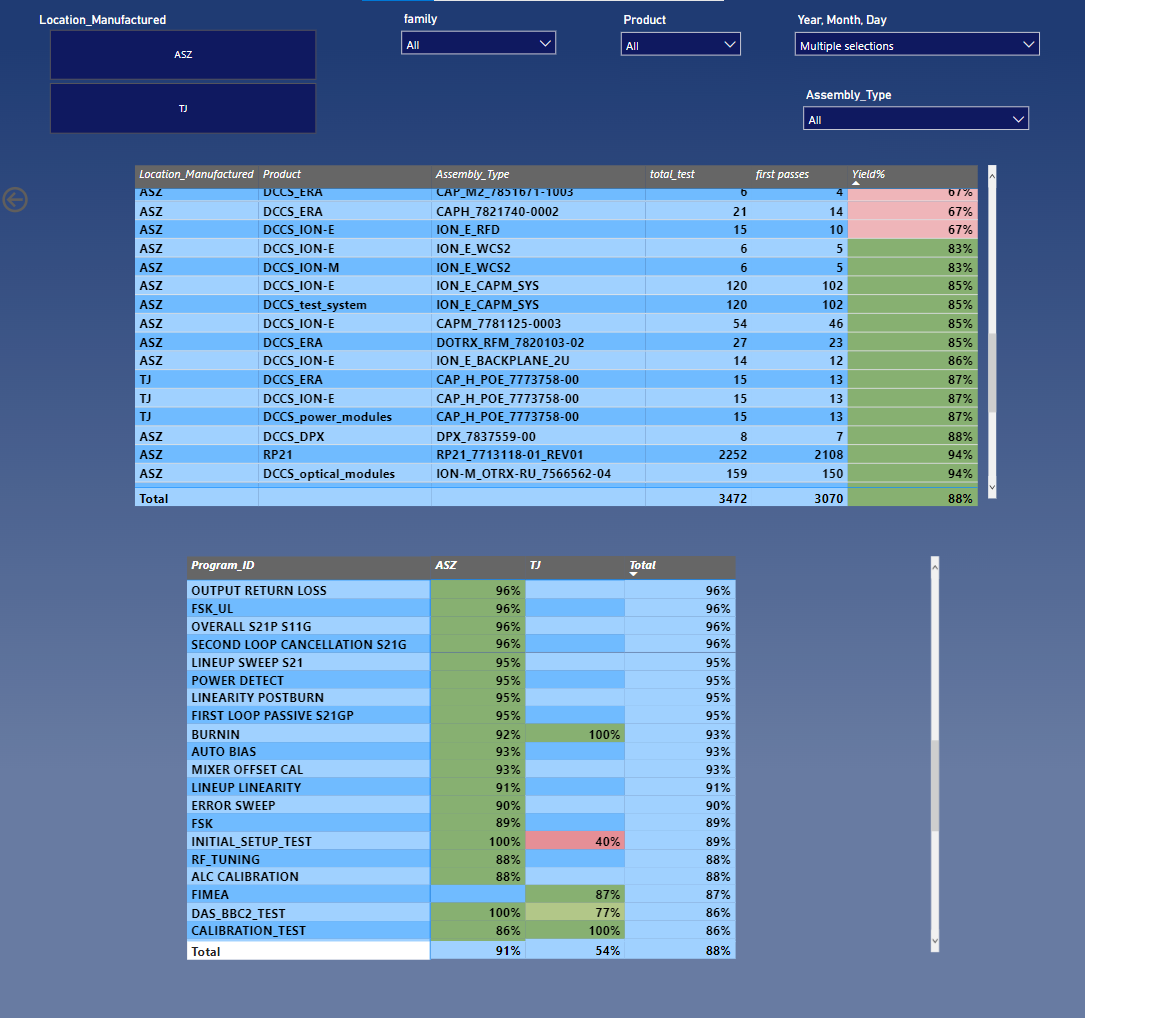 Location_Manufactured family Product Year, Month, Day
ASZ All All Multiple selections
TJ Assembly_Type
All
Location_Manufactured Product Assembly_Type total_test first passes Yield%
ASZ DCCS_ERA CAP_M2_7851671-1003 6 4 67%
ASZ DCCS_ERA CAPH_7821740-0002 21 14 67%
ASZ DCCS_ION-E ION_E_RFD 15 10 67%
ASZ DCCS_ION-E ION_E_WCS2 6 5 83%
ASZ DCCS_ION-M ION_E_WCS2 6 5 83%
ASZ DCCS_ION-E ION_E_CAPM_SYS 120 102 85%
ASZ DCCS_test_system ION_E_CAPM_SYS 120 102 85%
ASZ DCCS_ION-E CAPM_7781125-0003 54 46 85%
ASZ DCCS_ERA DOTRX_RFM_7820103-02 27 23 85%
ASZ DCCS_ION-E ION_E_BACKPLANE_2U 14 12 86%
TJ DCCS_ERA CAP_H_POE_7773758-00 15 13 87%
TJ DCCS_ION-E CAP_H_POE_7773758-00 15 13 87%
TJ DCCS_power_modules CAP_H_POE_7773758-00 15 13 87%
ASZ DCCS_DPX DPX_7837559-00 8 7 88%
ASZ RP21 RP21_7713118-01_REV01 2252 2108 94%
ASZ DCCS_optical_modules ION-M_OTRX-RU_7566562-04 159 150 94%
Total 3472 3070 88%
Program_ID ASZ TJ Total
OUTPUT RETURN LOSS 96% 96%
FSK_UL 96% 96%
OVERALL S21P S11G 96% 96%
SECOND LOOP CANCELLATION S21G 96% 96%
LINEUP SWEEP S21 95% 95%
POWER DETECT 95% 95%
LINEARITY POSTBURN 95% 95%
FIRST LOOP PASSIVE S21GP 95% 95%
BURNIN 92% 100% 93%
AUTO BIAS 93% 93%
MIXER OFFSET CAL 93% 93%
LINEUP LINEARITY 91% 91%
ERROR SWEEP 90% 90%
FSK 89% 89%
INITIAL_SETUP_TEST 100% 40% 89%
RF_TUNING 88% 88%
ALC CALIBRATION 88% 88%
FIMEA 87% 87%
DAS_BBC2_TEST 100% 77% 86%
CALIBRATION_TEST 86% 100% 86%
Total 91% 54% 88%